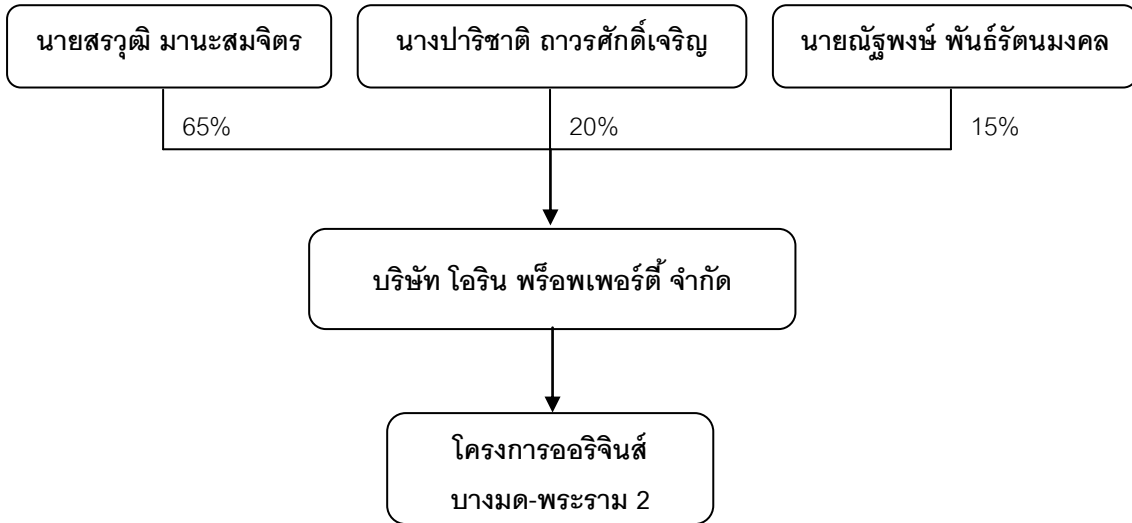 นายสรวุฒิ มานะสมจิตร
นางปาริชาติ ถาวรศักดิ์เจริญ
นายณัฐพงษ์ พันธ์รัตนมงคล
65%
20%
15%
บริษัท โอริน พร็อพเพอร์ตี้ จำกัด
โครงการออริจินส์
บางมด-พระราม 2